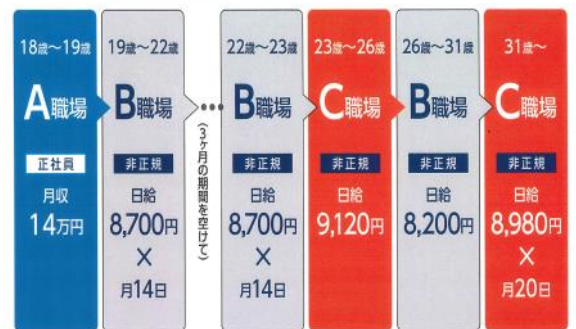 18歳〜19歳
A職場
正社員
月収
14万円
19歳〜22歳
B職場
非正規
日給
8,700円
×
月14日
(3ヶ月の期間を空けて)
22歳〜23歳
B職場
非正規
日給
8,700円
×
月14日
23歳〜26歳
C職場
非正規
日給
9,120円
26歳〜31歳
B職場
非正規
日給
8,200円
31歳〜
C職場
非正規
日給
8,980円
×
月20日